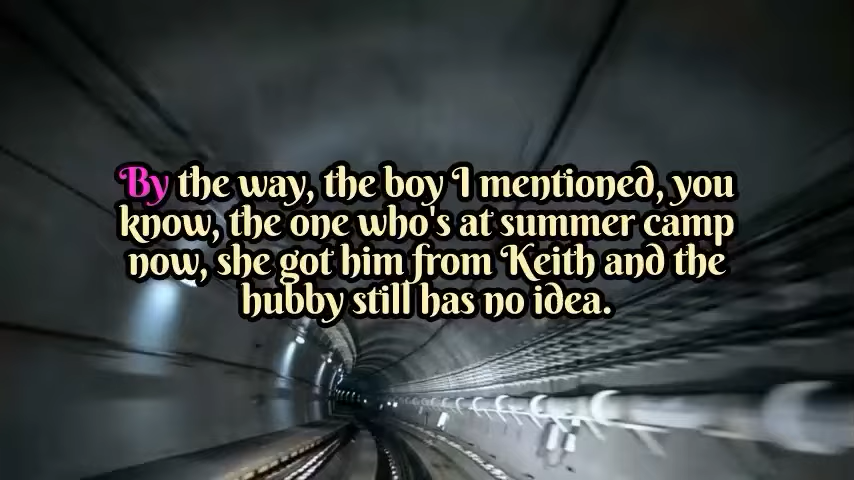 By the way, the boy I mentioned, you
know, the one who's at summer camp
now, she got him from Keith and the
hubby still has no idea.